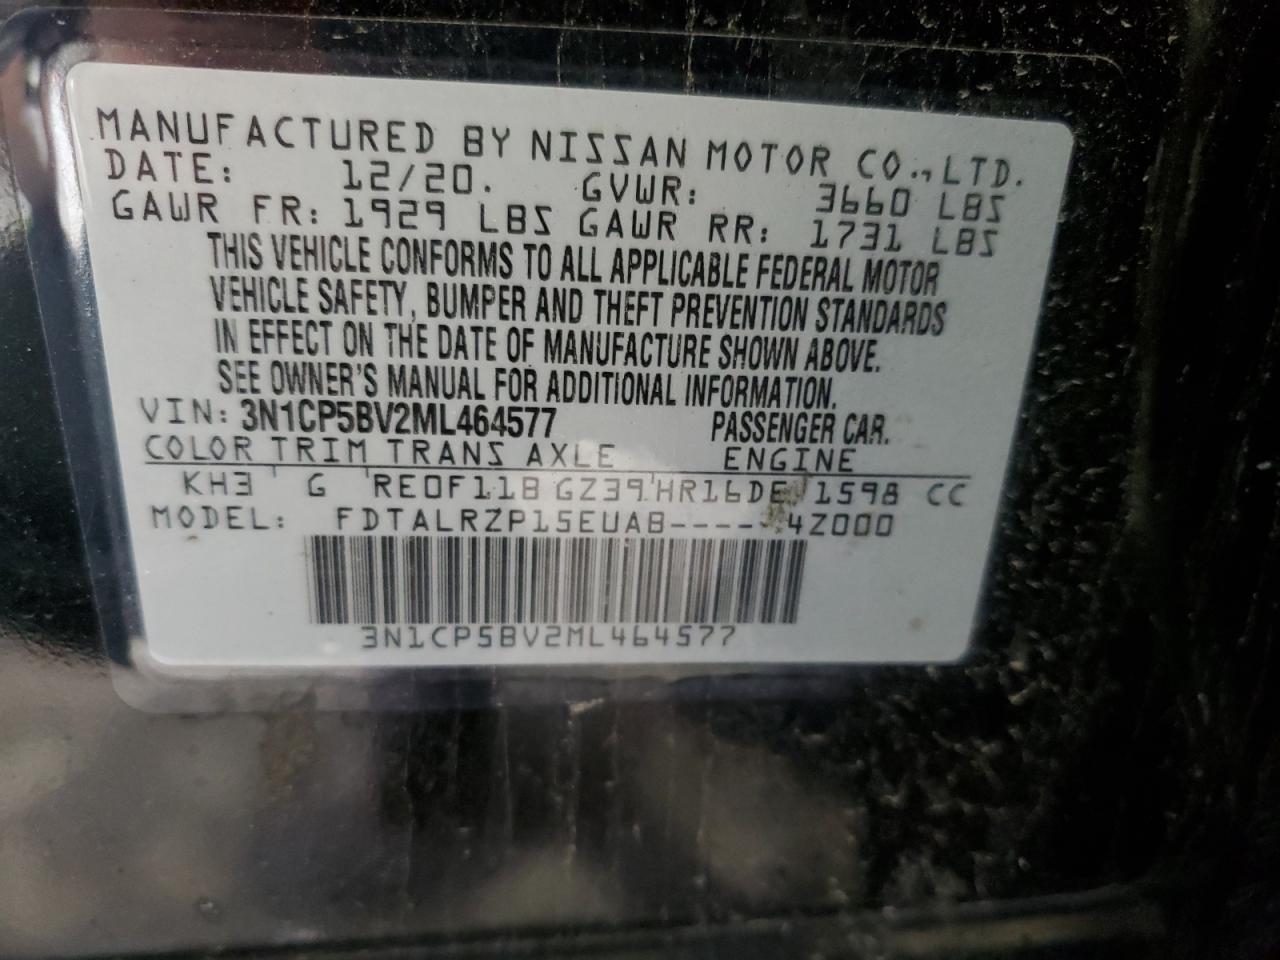 MANUFACTURED BY NISSAN MOTOR CO., LTD.
DATE: 12/20. GVWR: 3660 LBS
GAWR FR: 1929 LBS GAWR RR: 1731 LBS
THIS VEHICLE CONFORMS TO ALL APPLICABLE FEDERAL MOTOR
VEHICLE SAFETY, BUMPER AND THEFT PREVENTION STANDARDS
IN EFFECT ON THE DATE OF MANUFACTURE SHOWN ABOVE.
SEE OWNER'S MANUAL FOR ADDITIONAL INFORMATION.
VIN: 3N1CP5BV2ML464577 PASSENGER CAR.
COLOR TRIM TRANS AXLE ENGINE
KH3 G RE0F11B GZ39 HR16DE 1598 CC
MODEL: FDTALRZP15EUAB----- 4Z000
3N1CP5BV2ML464577